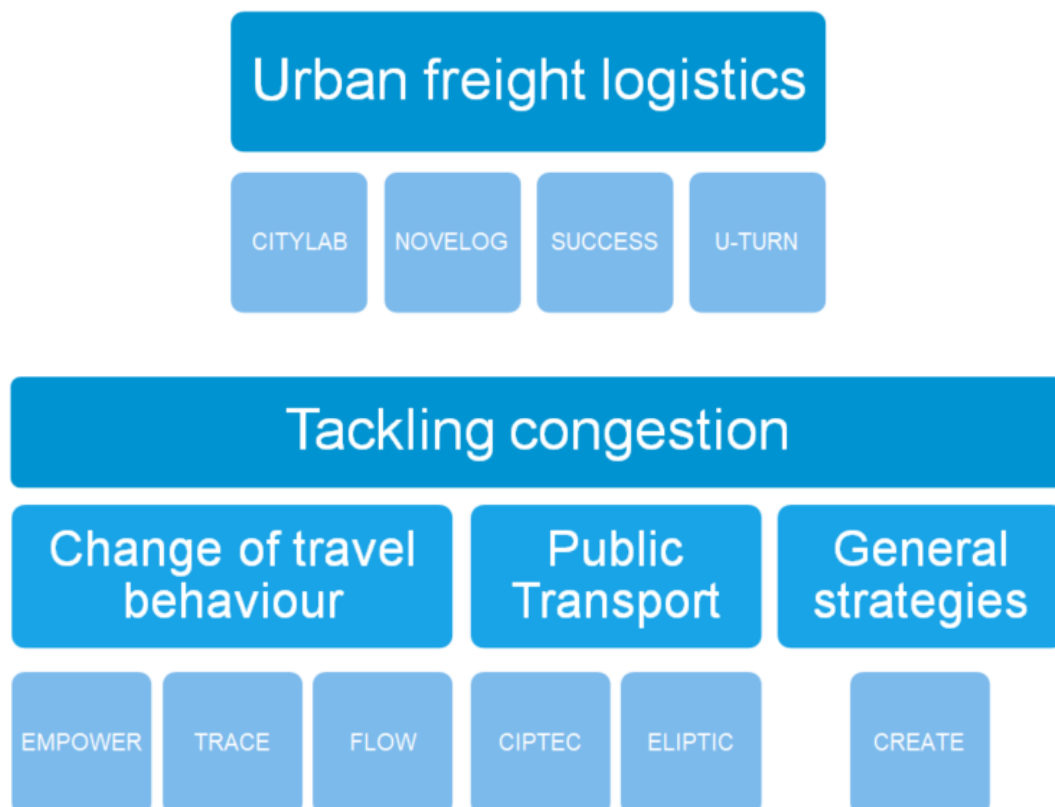 Urban freight logistics
CITYLAB
NOVELOG
SUCCESS
U-TURN
Tackling congestion
Change of travel
behaviour
Public
Transport
General
strategies
EMPOWER
TRACE
FLOW
CIPTEC
ELIPTIC
CREATE